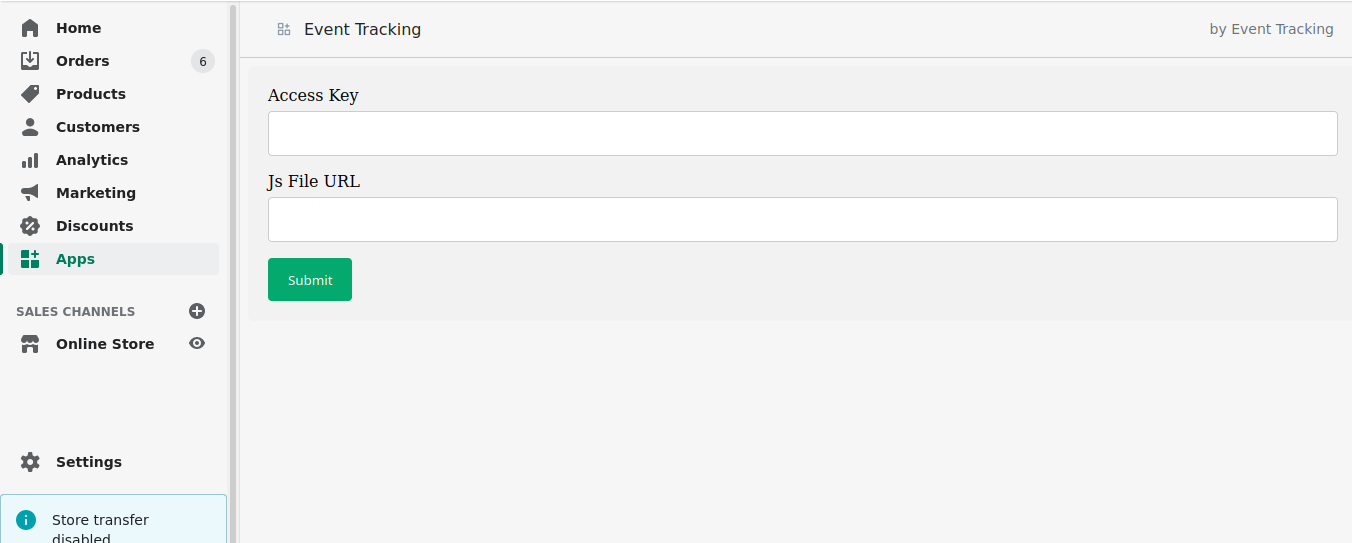 Home
Orders
6
Products
Customers
Analytics
Marketing
Discounts
Apps
SALES CHANNELS
Online Store
Settings
Store transfer
disabled
Event Tracking
by Event Tracking
Access Key
Js File URL
Submit